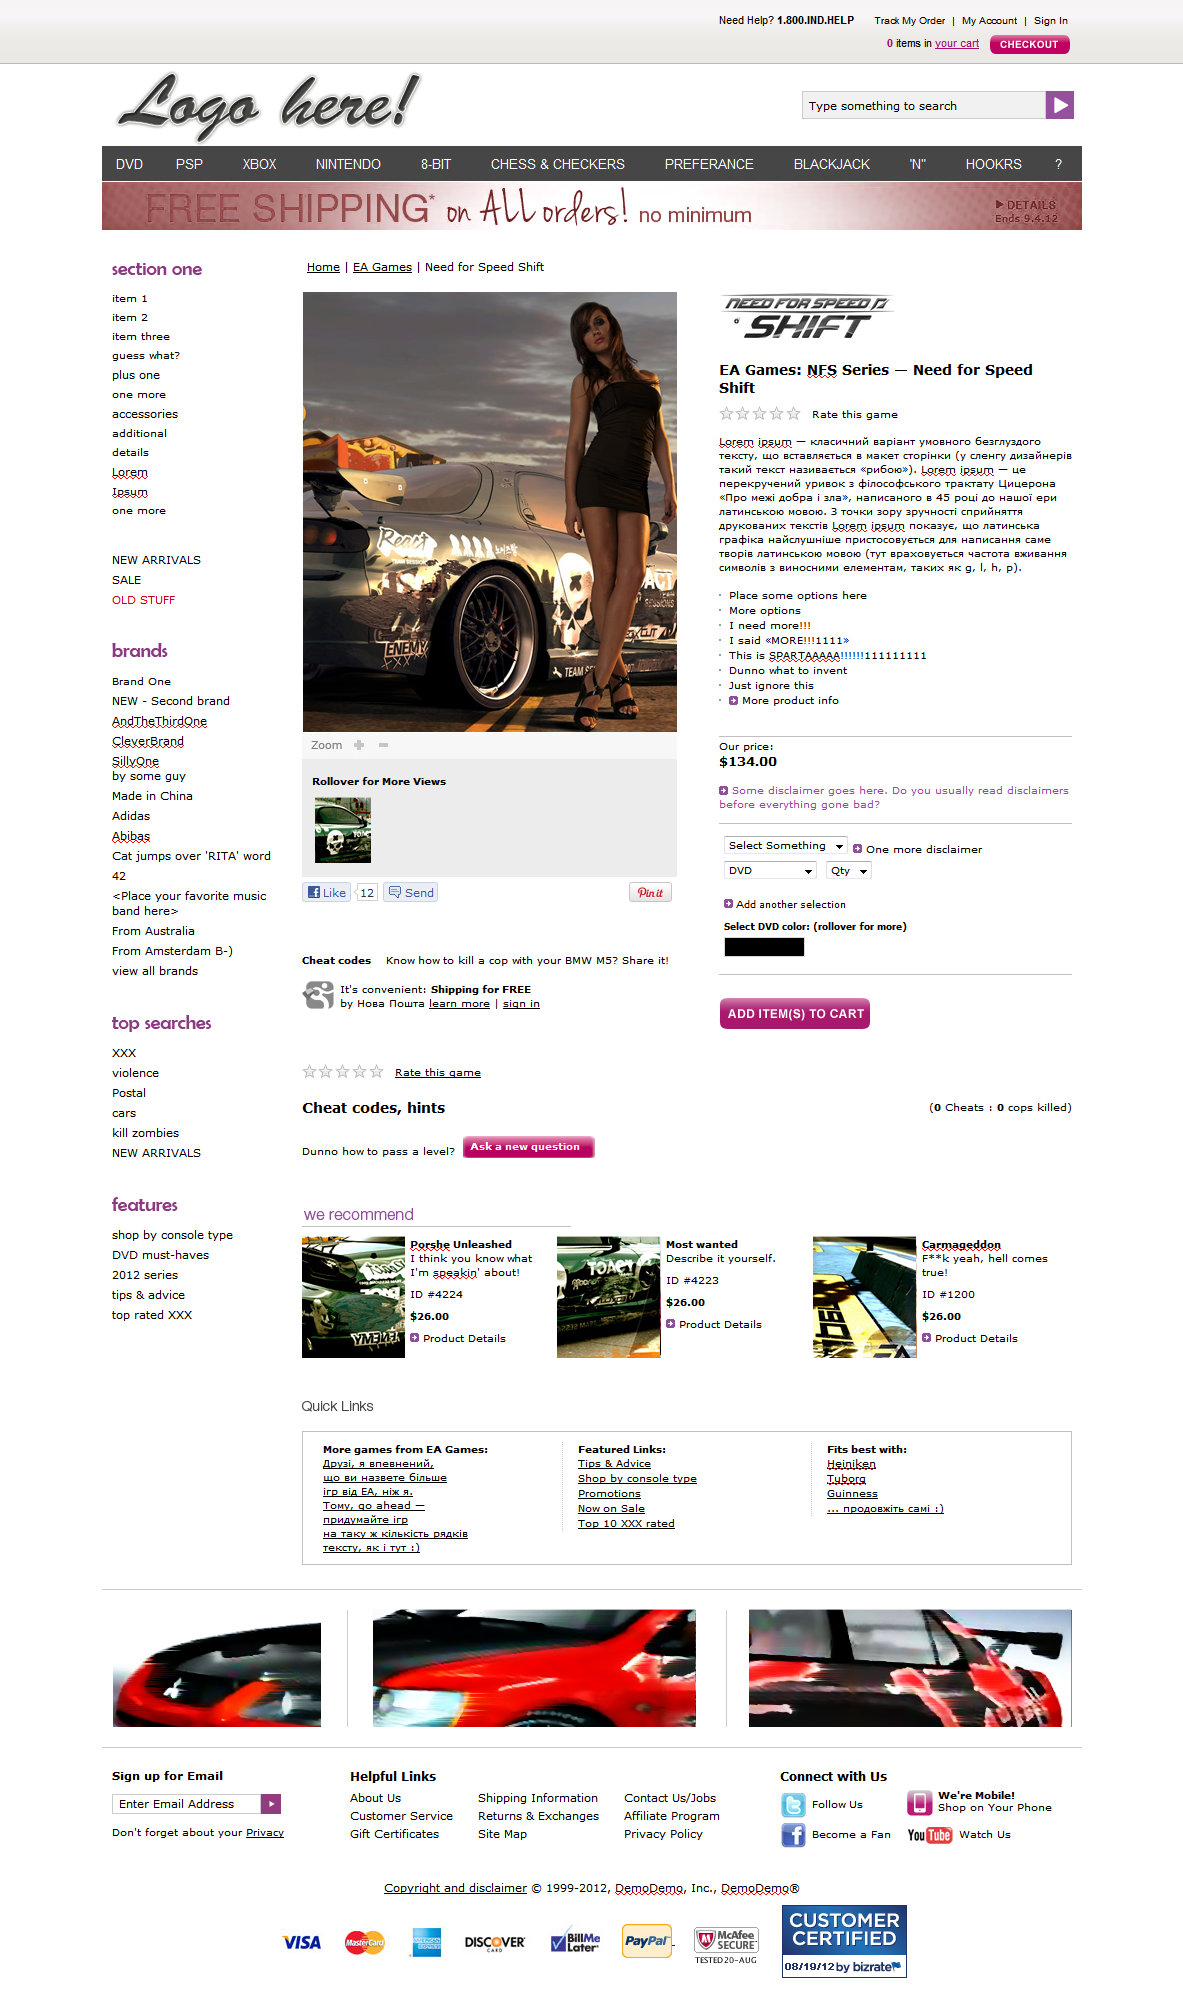 Need Help? 1.800.IND.HELP
Track My Order | My Account | Sign In
0 items in your cart
CHECKOUT
Logo here!
Type something to search
DVD PSP XBOX NINTENDO 8-BIT CHESS & CHECKERS PREFERANCE BLACKJACK 'N" HOOKRS ?
FREE SHIPPING* on ALL orders! no minimum
DETAILS
Ends 9.4.12
section one
item 1
item 2
item three
guess what?
plus one
one more
accessories
additional
details
Lorem
Ipsum
one more
NEW ARRIVALS
SALE
OLD STUFF
brands
Brand One
NEW - Second brand
AndTheThirdOne
CleverBrand
SillyOne
by some guy
Made in China
Adidas
Abibas
Cat jumps over 'RITA' word
42
<Place your favorite music
band here>
From Australia
From Amsterdam B-)
view all brands
top searches
XXX
violence
Postal
cars
kill zombies
NEW ARRIVALS
features
shop by console type
DVD must-haves
2012 series
tips & advice
top rated XXX
Home | EA Games | Need for Speed Shift
React
TEAM SESSIONS
ACT
TEAM
SESSIONS
ENEMY
XXX
Zoom
Rollover for More Views
Like 12 Send
Pin it
Cheat codes Know how to kill a cop with your BMW M5? Share it!
It's convenient: Shipping for FREE
by Нова Пошта learn more | sign in
NEED FOR SPEED
SHIFT
EA Games: NFS Series — Need for Speed
Shift
Rate this game
Lorem ipsum — класичний варіант умовного безглуздого
тексту, що вставляється в макет сторінки (у сленгу дизайнерів
такий текст називається «рибою»). Lorem ipsum — це
перекручений уривок з філософського трактату Цицерона
«Про межі добра і зла», написаного в 45 році до нашої ери
латинською мовою. З точки зору зручності сприйняття
друкованих текстів Lorem ipsum показує, що латинська
графіка найслушніше пристосовується для написання саме
творів латинською мовою (тут враховується частота вживання
символів з виносними елементам, таких як g, l, h, p).
Place some options here
More options
I need more!!!
I said «MORE!!!1111»
This is SPARTAAAAA!!!!!!111111111
Dunno what to invent
Just ignore this
More product info
Our price:
$134.00
Some disclaimer goes here. Do you usually read disclaimers
before everything gone bad?
Select Something
One more disclaimer
DVD
Qty
Add another selection
Select DVD color: (rollover for more)
ADD ITEM(S) TO CART
Rate this game
Cheat codes, hints
(0 Cheats : 0 cops killed)
Dunno how to pass a level?
Ask a new question
we recommend
Porshe Unleashed
I think you know what
I'm speakin' about!
ID #4224
$26.00
Product Details
Most wanted
Describe it yourself.
ID #4223
$26.00
Product Details
Carmageddon
F**k yeah, hell comes
true!
ID #1200
$26.00
Product Details
Quick Links
More games from EA Games:
Друзі, я впевнений,
що ви назвете більше
ігр від EA, ніж я.
Тому, go ahead —
придумайте ігр
на таку ж кількість рядків
тексту, як і тут :)
Featured Links:
Tips & Advice
Shop by console type
Promotions
Now on Sale
Top 10 XXX rated
Fits best with:
Heiniken
Tuborg
Guinness
... продовжіть самі :)
Sign up for Email
Enter Email Address
Don't forget about your Privacy
Helpful Links
About Us
Customer Service
Gift Certificates
Shipping Information
Returns & Exchanges
Site Map
Contact Us/Jobs
Affiliate Program
Privacy Policy
Connect with Us
Follow Us
Become a Fan
We're Mobile!
Shop on Your Phone
YouTube Watch Us
Copyright and disclaimer © 1999-2012, DemoDemo, Inc., DemoDemo®
VISA
MasterCard
AMERICAN EXPRESS
DISCOVER
CARD
BillMe
Later
PayPal
McAfee
SECURE
TESTED 20-AUG
CUSTOMER
CERTIFIED
08/19/12 by bizrate